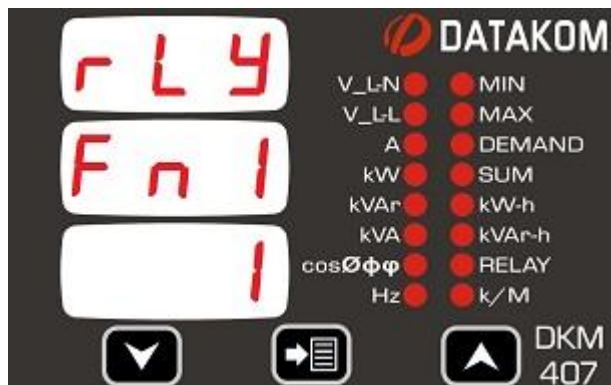 DATAKOM
rLY
Fn1
1
V_L-N
V_L-L
A
kW
kVAr
kVA
cosØϕφ
Hz
MIN
MAX
DEMAND
SUM
kW-h
kVAr-h
RELAY
k/M
DKM
407